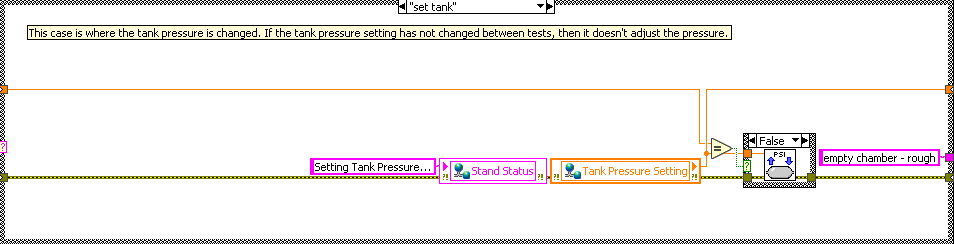 "set tank"
This case is where the tank pressure is changed. If the tank pressure setting has not changed between tests, then it doesn't adjust the pressure.
False
=
PSI
?
?
empty chamber - rough
Setting Tank Pressure...
Stand Status
Tank Pressure Setting
?!
?!
?!
?!